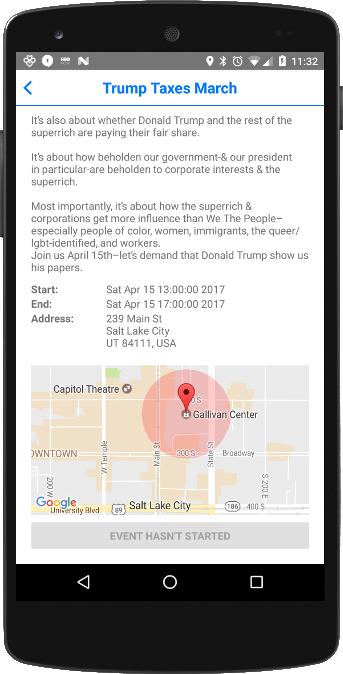 HBO
NOW
N
11:32
Trump Taxes March
It's also about whether Donald Trump and the rest of the
superrich are paying their fair share.
It's about how beholden our government-& our president
in particular-are beholden to corporate interests & the
superrich.
Most importantly, it's about how the superrich &
corporations get more influence than We The People–
especially people of color, women, immigrants, the queer/
lgbt-identified, and workers.
Join us April 15th–let's demand that Donald Trump show us
his papers.
Start: Sat Apr 15 13:00:00 2017
End: Sat Apr 15 17:00:00 2017
Address: 239 Main St
Salt Lake City
UT 84111, USA
Capitol Theatre
S
Gallivan Center
DOWNTOWN
W Temple
Main St
300 S
State St
Broadway
200 W
S 200 E
Google
University Blvd
89
Salt Lake City
186
400 S
EVENT HASN'T STARTED